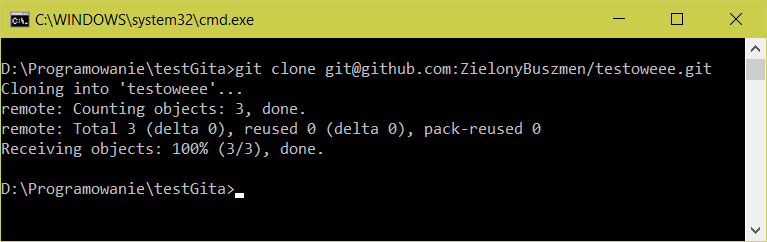 C:\WINDOWS\system32\cmd.exe
D:\Programowanie\testGita>git clone git@github.com:ZielonyBuszmen/testoweee.git
Cloning into 'testoweee'...
remote: Counting objects: 3, done.
remote: Total 3 (delta 0), reused 0 (delta 0), pack-reused 0
Receiving objects: 100% (3/3), done.
D:\Programowanie\testGita>